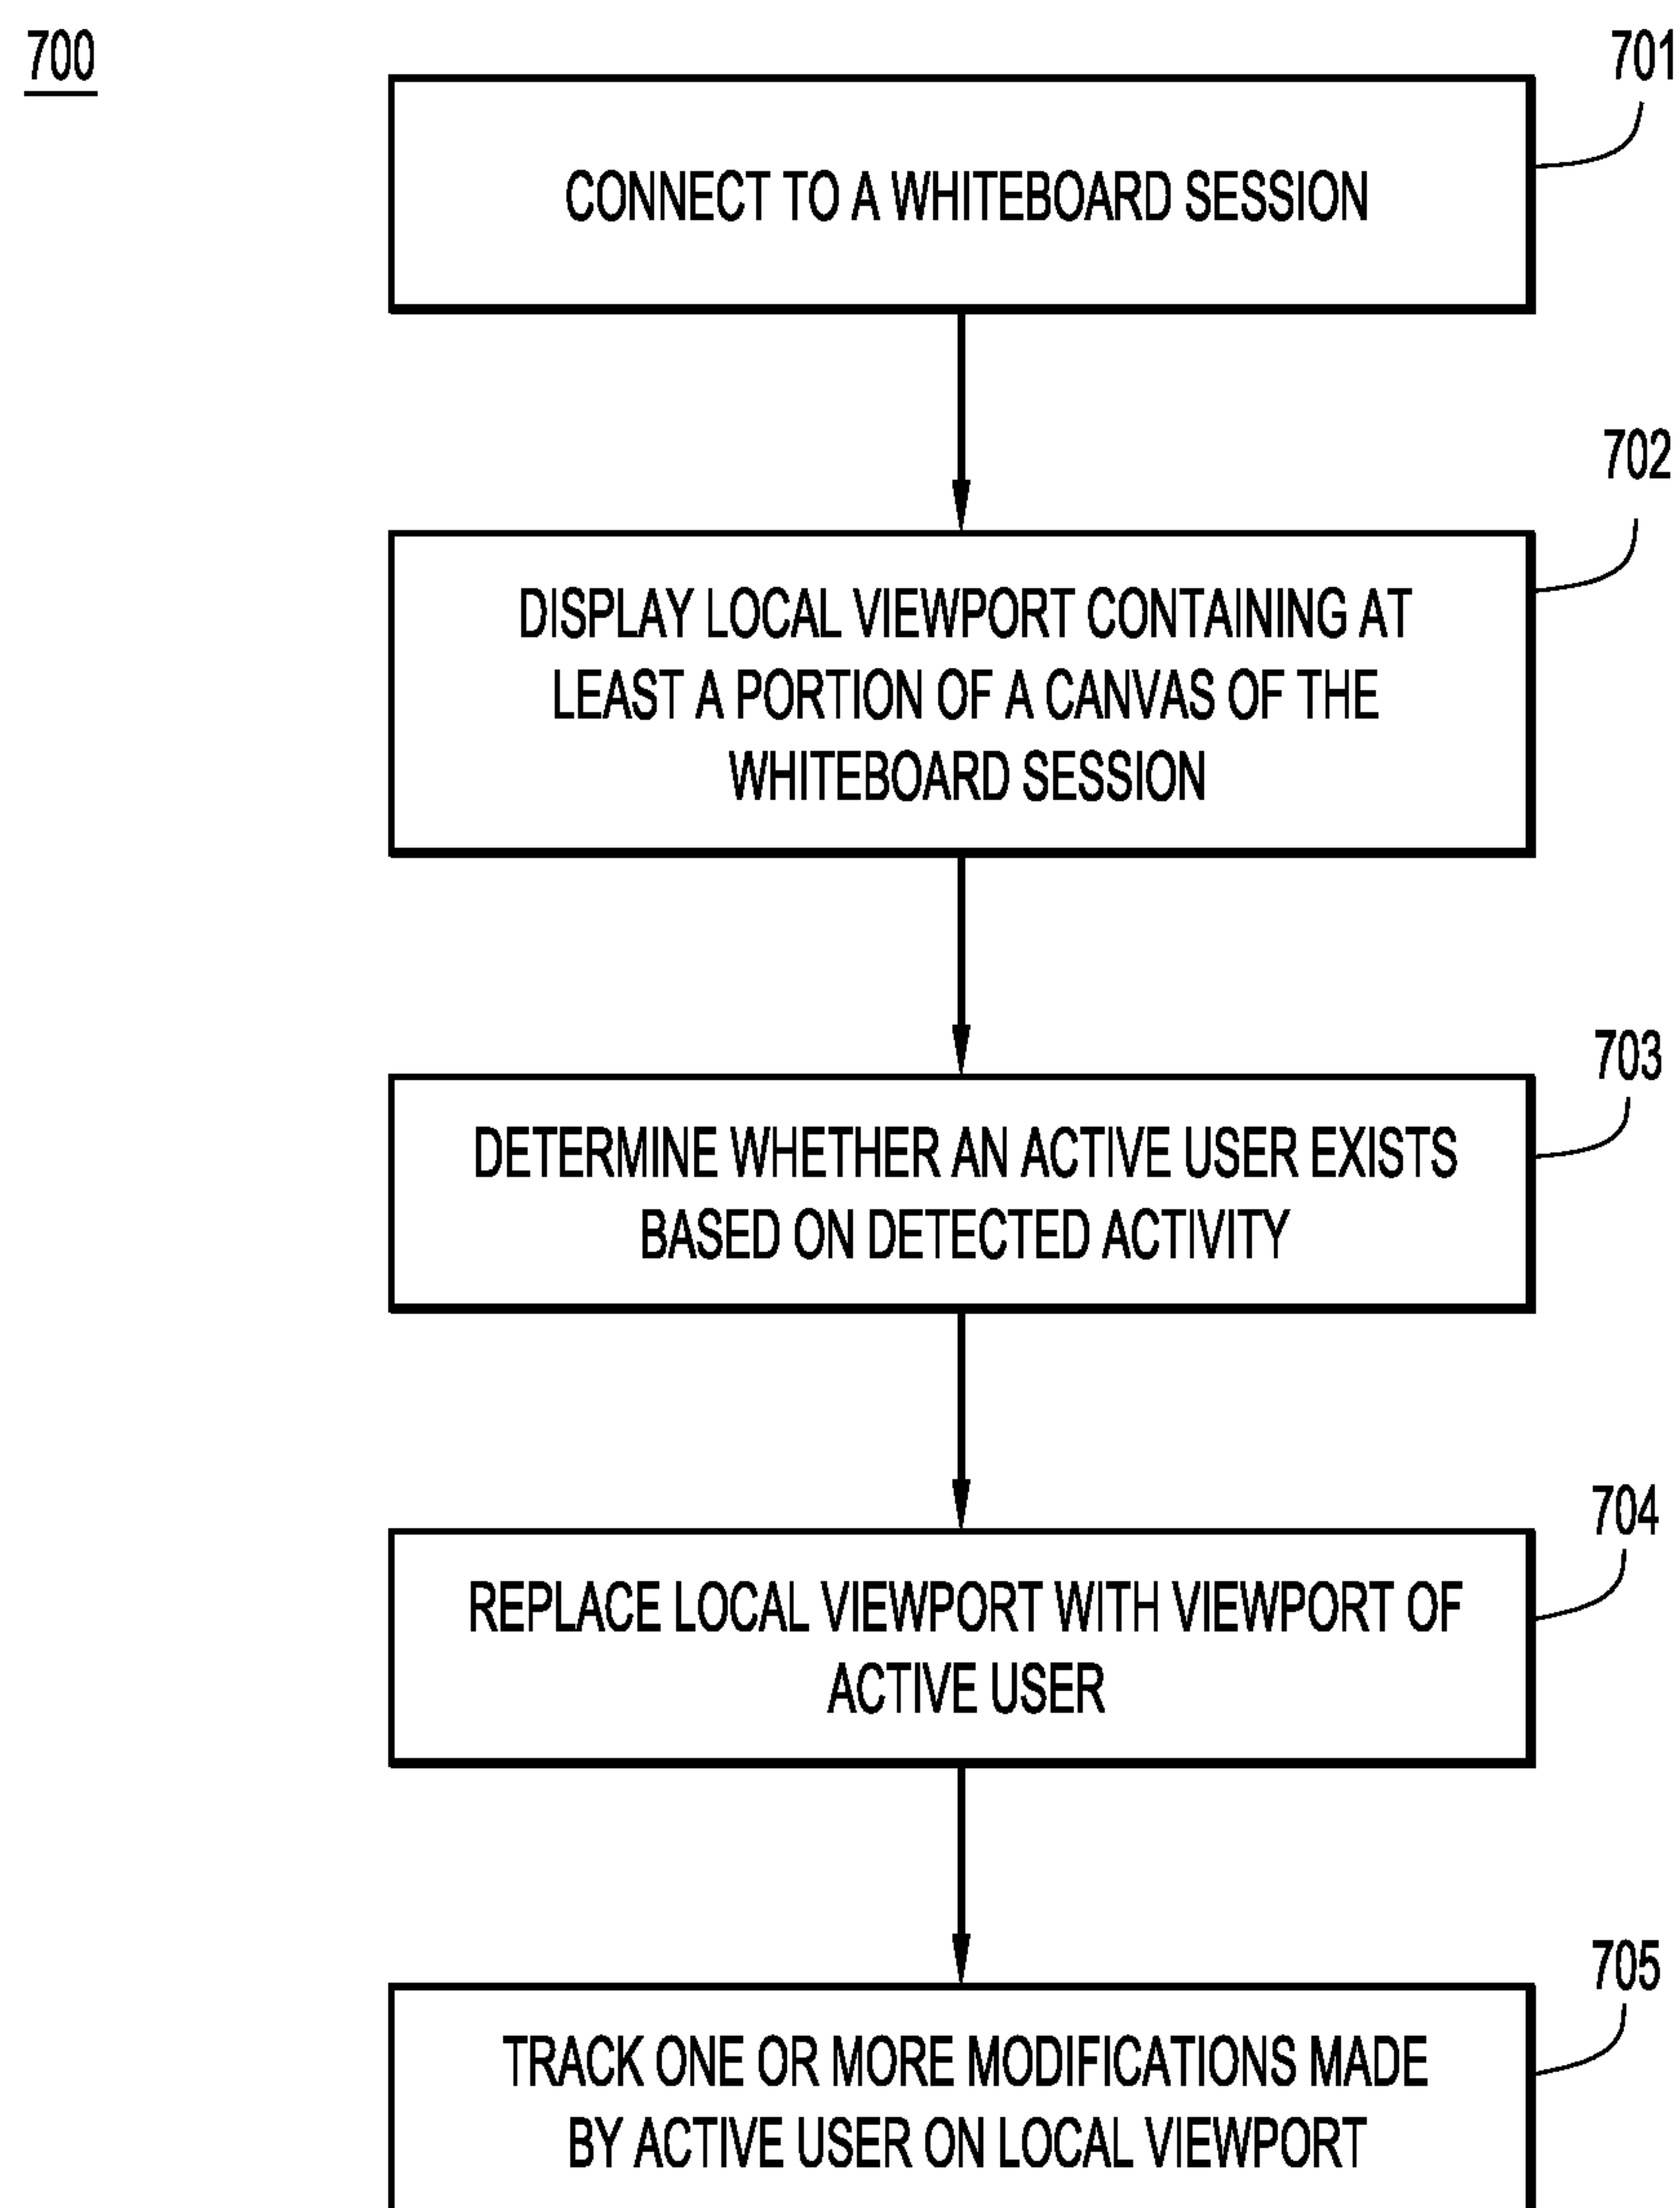 700
701
CONNECT TO A WHITEBOARD SESSION
702
DISPLAY LOCAL VIEWPORT CONTAINING AT
LEAST A PORTION OF A CANVAS OF THE
WHITEBOARD SESSION
703
DETERMINE WHETHER AN ACTIVE USER EXISTS
BASED ON DETECTED ACTIVITY
704
REPLACE LOCAL VIEWPORT WITH VIEWPORT OF
ACTIVE USER
705
TRACK ONE OR MORE MODIFICATIONS MADE
BY ACTIVE USER ON LOCAL VIEWPORT